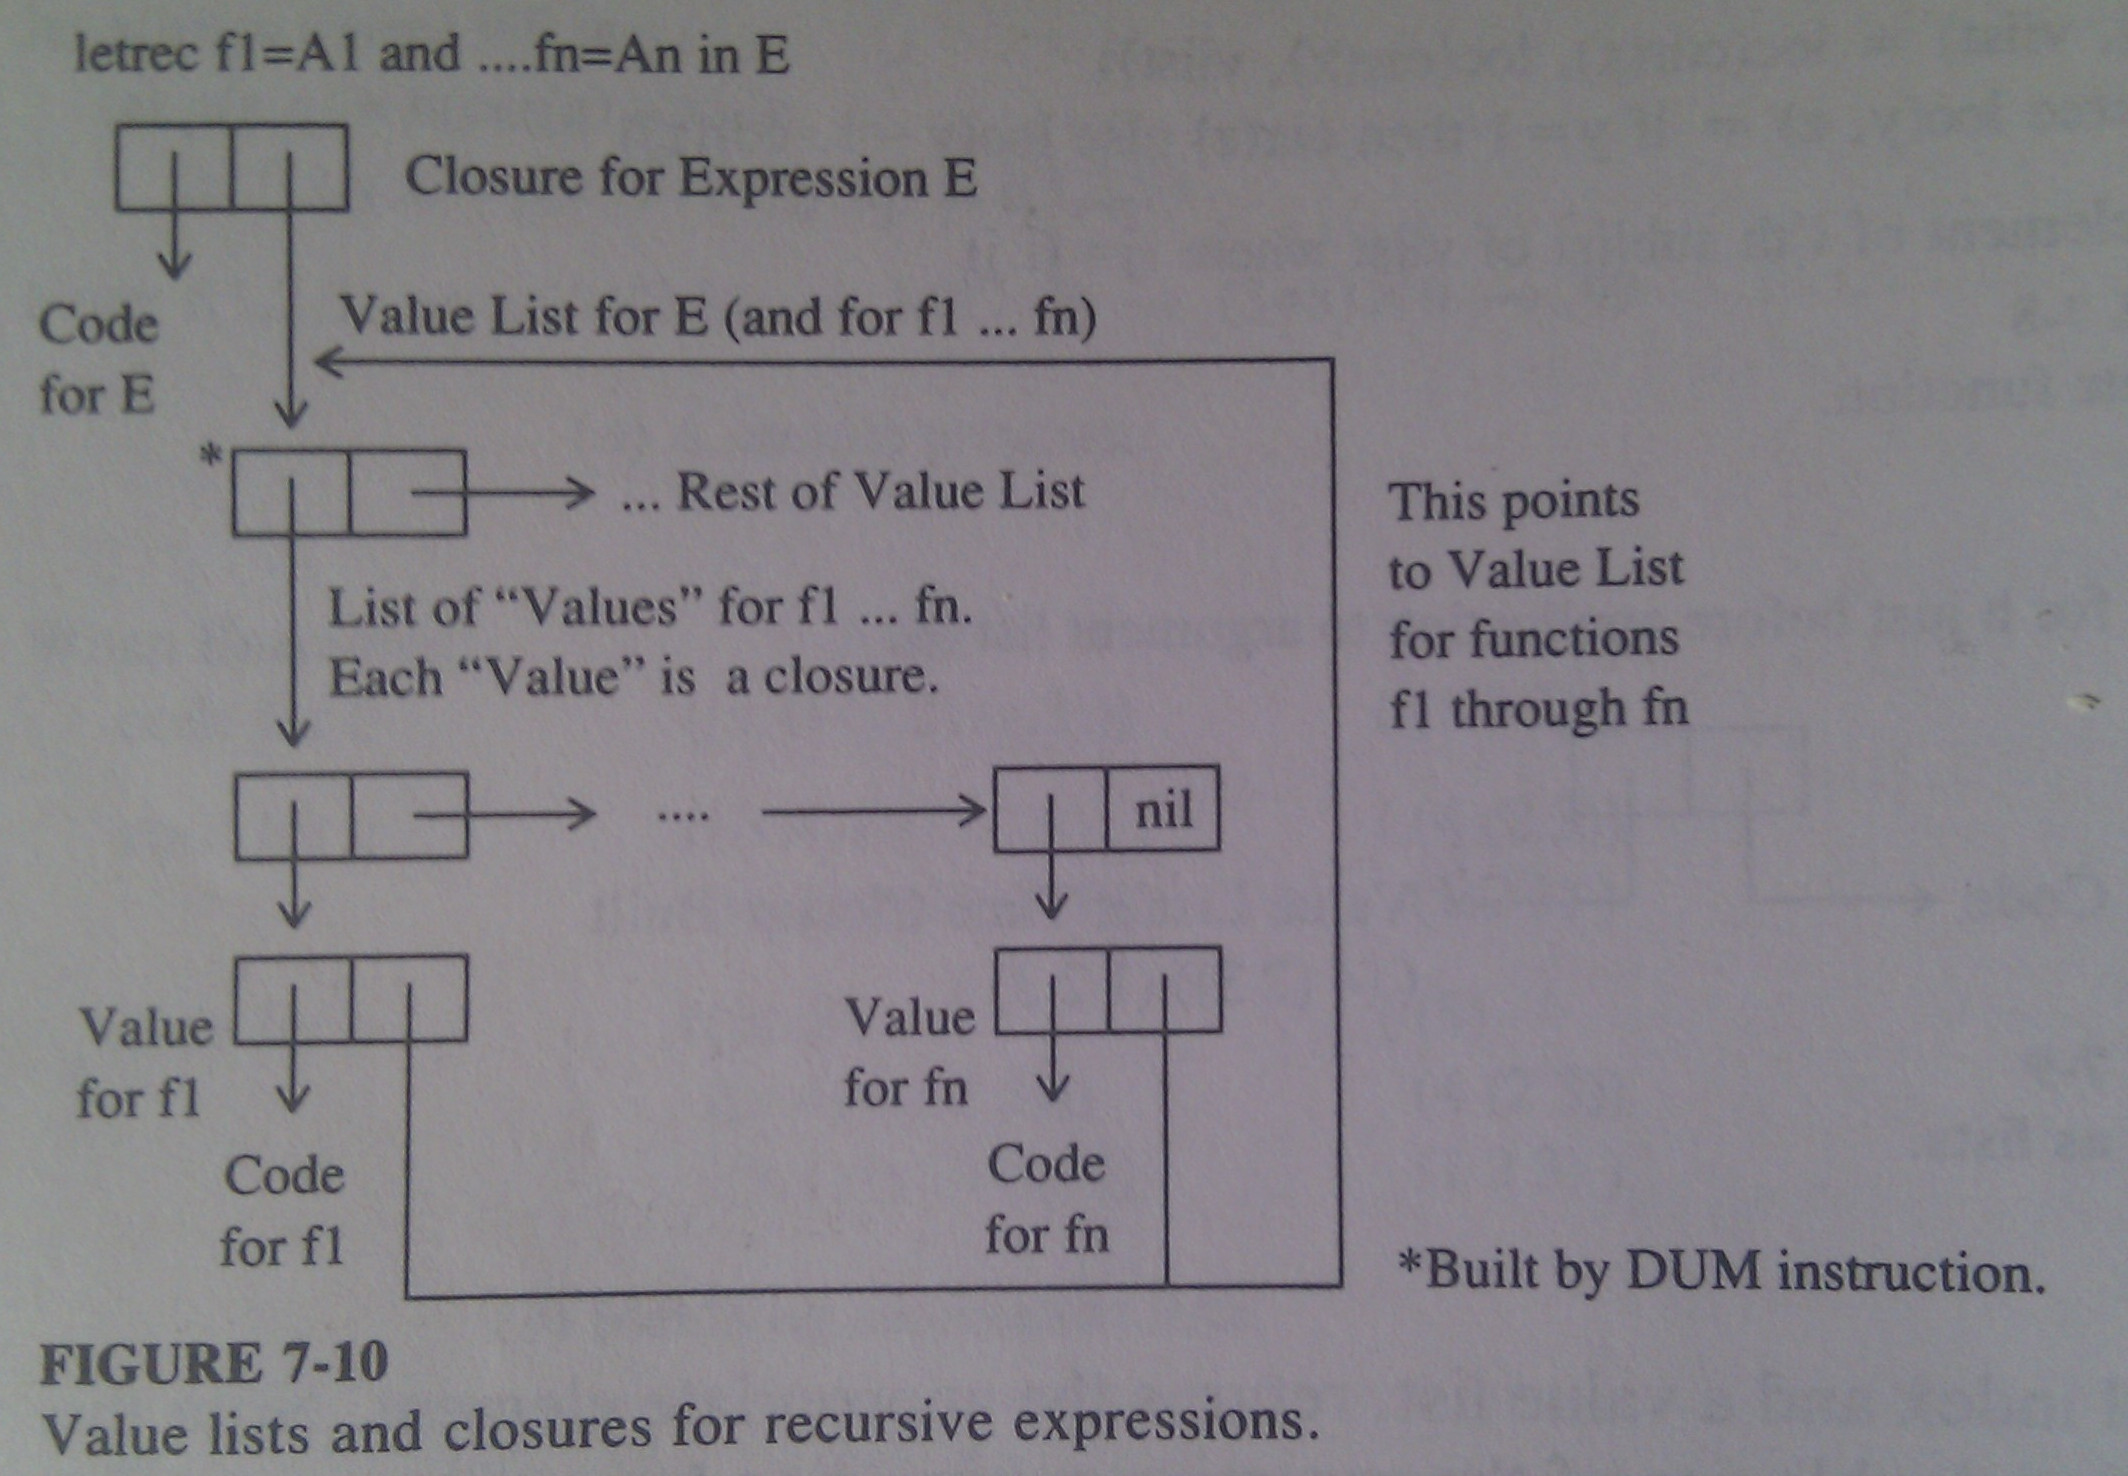 letrec f1=A1 and ....fn=An in E
Closure for Expression E
Code
for E
Value List for E (and for f1 ... fn)
*
... Rest of Value List
List of “Values” for f1 ... fn.
Each “Value” is a closure.
This points
to Value List
for functions
f1 through fn
....
nil
Value
for f1
Code
for f1
Value
for fn
Code
for fn
*Built by DUM instruction.
FIGURE 7-10
Value lists and closures for recursive expressions.